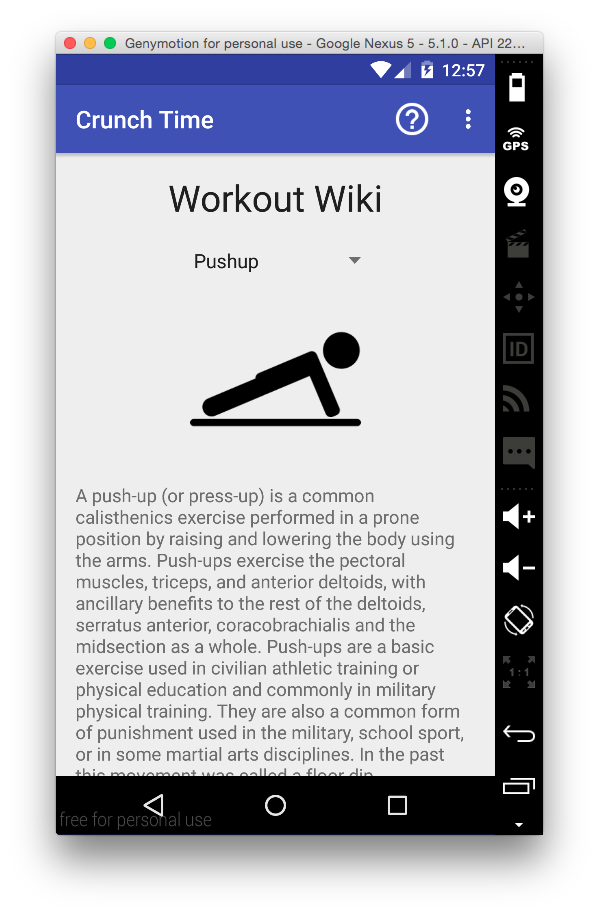 Genymotion for personal use - Google Nexus 5 - 5.1.0 - API 22...
12:57
Crunch Time
?
GPS
Workout Wiki
Pushup
ID
A push-up (or press-up) is a common
calisthenics exercise performed in a prone
position by raising and lowering the body using
the arms. Push-ups exercise the pectoral
muscles, triceps, and anterior deltoids, with
ancillary benefits to the rest of the deltoids,
serratus anterior, coracobrachialis and the
midsection as a whole. Push-ups are a basic
exercise used in civilian athletic training or
physical education and commonly in military
physical training. They are also a common form
of punishment used in the military, school sport,
or in some martial arts disciplines. In the past
this movement was called a floor dip
1:1
free for personal use